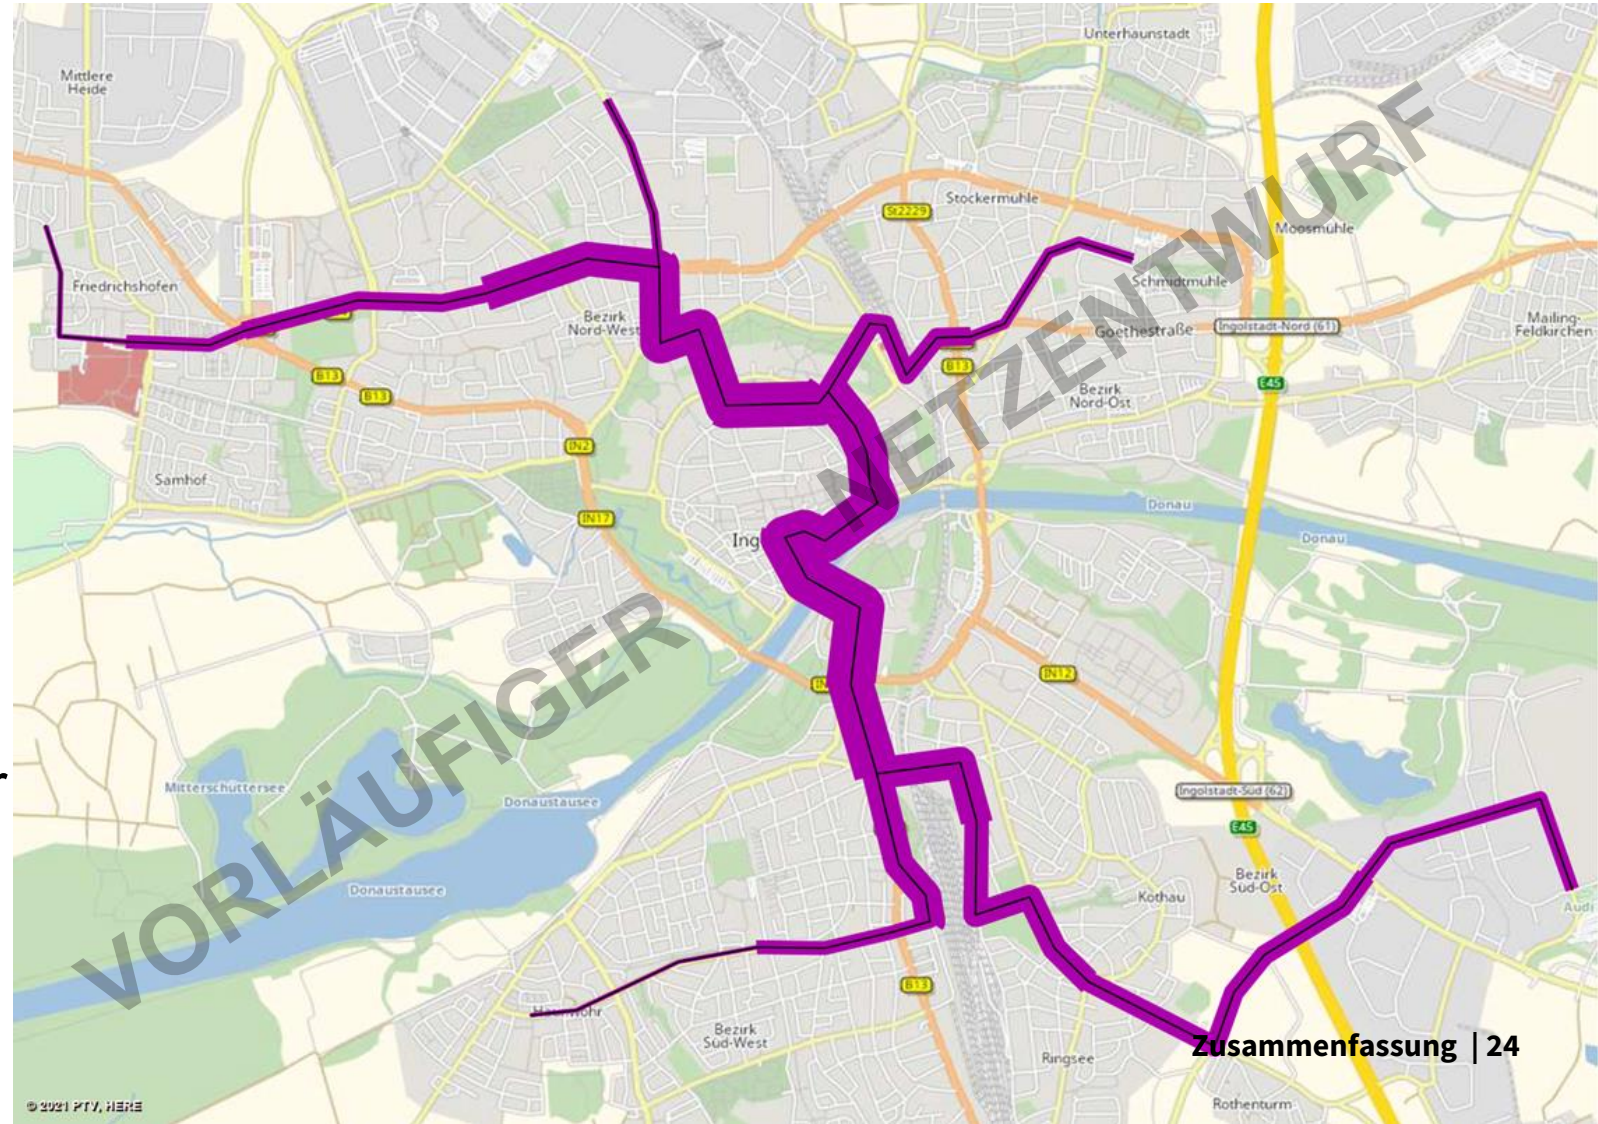 Unterhaunstadt
Mittlere
Heide
St2229
Stockermühle
Moosmühle
Friedrichshofen
Schmidtmühle
Bezirk
Nord-West
Goethestraße
Ingolstadt-Nord (61)
Mailing-
Feldkirchen
B13
B13
B13
E45
Bezirk
Nord-Ost
IN2
Samhof
IN17
Donau
Donau
Ing
VORLÄUFIGER NETZENTWURF
IN12
IN
r
Mitterschüttersee
Donaustausee
Ingolstadt-Süd (62)
E45
Donaustausee
Bezirk
Süd-Ost
Kothau
Audi
B13
Bezirk
Süd-West
Ringsee
Zusammenfassung | 24
Rothenturm
© 2021 PTV, HERE